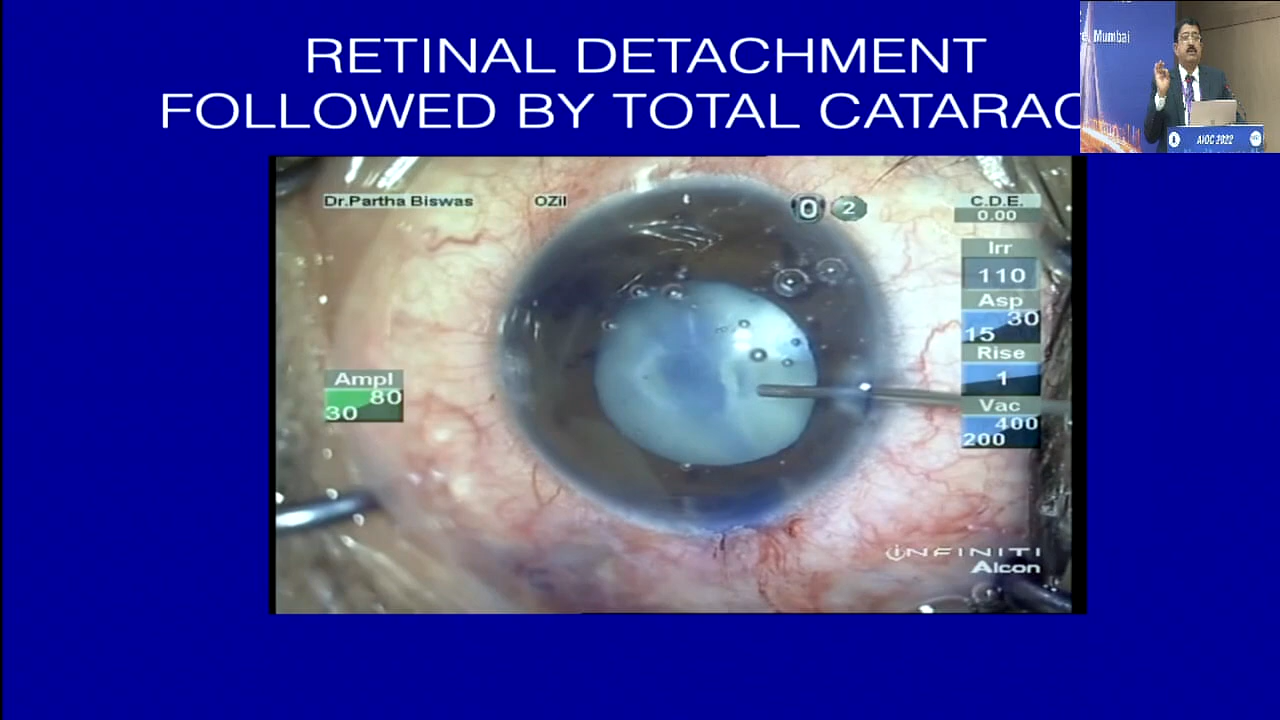 RETINAL DETACHMENT
FOLLOWED BY TOTAL CATARAC
Mumbai
AIOC 2022
Dr.Partha Biswas
OZil
0
2
C.D.E.
0.00
Irr
110
Asp
30
15
Rise
1
Vac
400
200
Ampl
80
30
INFINITI
Alcon